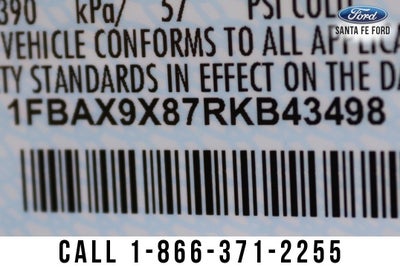 Ford
SANTA FE FORD
390 kPa/ 57 PSI COLD
VEHICLE CONFORMS TO ALL APPLICA
TY STANDARDS IN EFFECT ON THE DA
1FBAX9X87RKB43498
CALL 1-866-371-2255